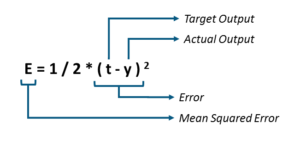 Target Output
Actual Output
E = 1 / 2 * ( t - y ) ²
Error
Mean Squared Error